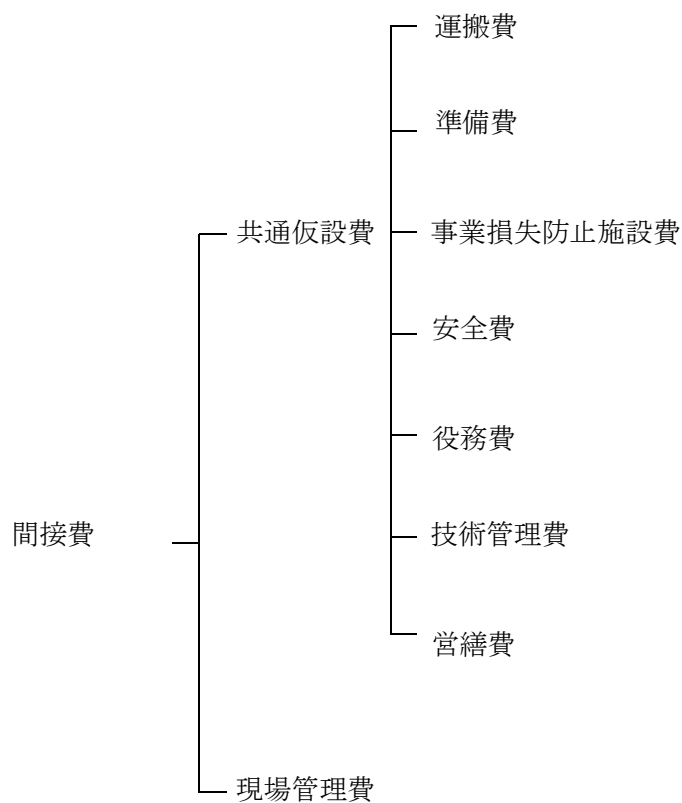 運搬費
準備費
共通仮設費
事業損失防止施設費
安全費
役務費
間接費
技術管理費
営繕費
現場管理費